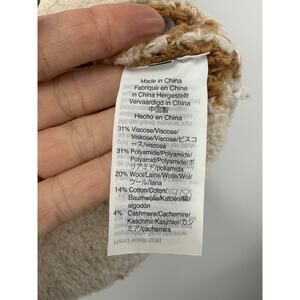 Made in China
Fabriqué en Chine
in China Hergestellt
Vervaardigd in China
中国製
Hecho en China
31% Viscose/Viscose/
Viskose/Viscose/ビスコ
ース/viscosa
31% Polyamide/Polyamide/
Polyamid/Polyamide/ポ
リアミド/poliamida
20% Wool/Laine/Wolle/Wol/
ウール/lana
14% Cotton/Coton/
Baumwolle/Katoen/綿/
algodón
4% Cashmere/Cachemire/
Kaschmir/Kasjmier/カシ
ミア/cachemira